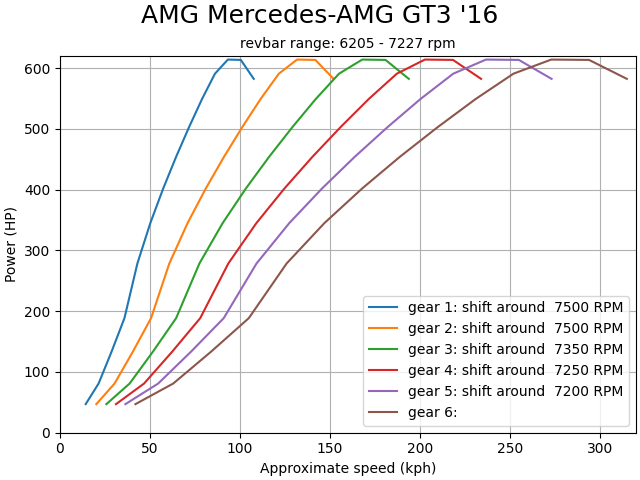 AMG Mercedes-AMG GT3 '16
revbar range: 6205 - 7227 rpm
600
500
400
300
200
100
0
Power (HP)
gear 1: shift around 7500 RPM
gear 2: shift around 7500 RPM
gear 3: shift around 7350 RPM
gear 4: shift around 7250 RPM
gear 5: shift around 7200 RPM
gear 6:
0 50 100 150 200 250 300
Approximate speed (kph)